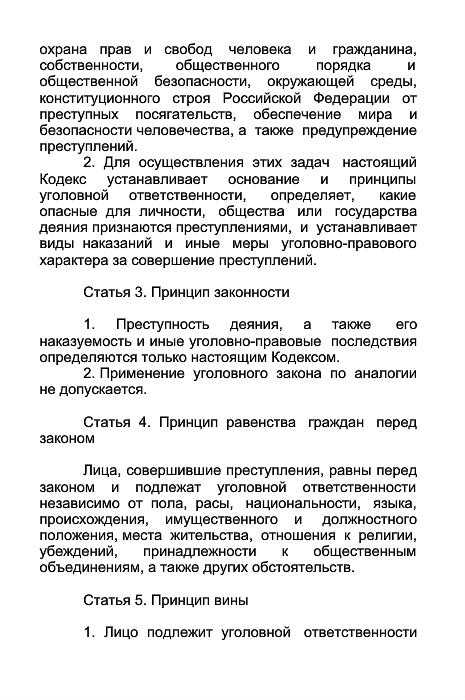 охрана прав и свобод человека и гражданина,
собственности, общественного порядка и
общественной безопасности, окружающей среды,
конституционного строя Российской Федерации от
преступных посягательств, обеспечение мира и
безопасности человечества, а также предупреждение
преступлений.
2. Для осуществления этих задач настоящий
Кодекс устанавливает основание и принципы
уголовной ответственности, определяет, какие
опасные для личности, общества или государства
деяния признаются преступлениями, и устанавливает
виды наказаний и иные меры уголовно-правового
характера за совершение преступлений.
Статья 3. Принцип законности
1. Преступность деяния, а также его
наказуемость и иные уголовно-правовые последствия
определяются только настоящим Кодексом.
2. Применение уголовного закона по аналогии
не допускается.
Статья 4. Принцип равенства граждан перед
законом
Лица, совершившие преступления, равны перед
законом и подлежат уголовной ответственности
независимо от пола, расы, национальности, языка,
происхождения, имущественного и должностного
положения, места жительства, отношения к религии,
убеждений, принадлежности к общественным
объединениям, а также других обстоятельств.
Статья 5. Принцип вины
1. Лицо подлежит уголовной ответственности